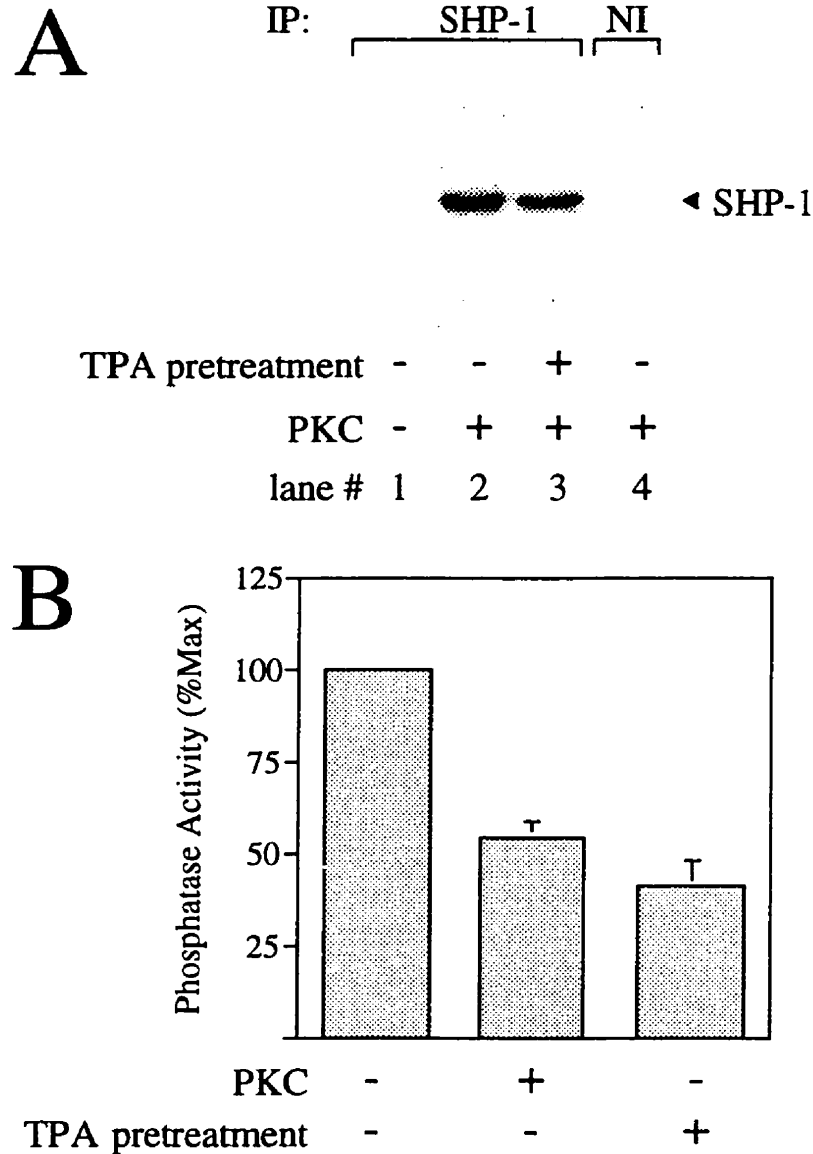 A
IP: SHP-1 NI
◄ SHP-1
TPA pretreatment - - + -
PKC - + + +
lane # 1 2 3 4
B
Phosphatase Activity (%Max)
125
100
75
50
25
PKC - + -
TPA pretreatment - - +